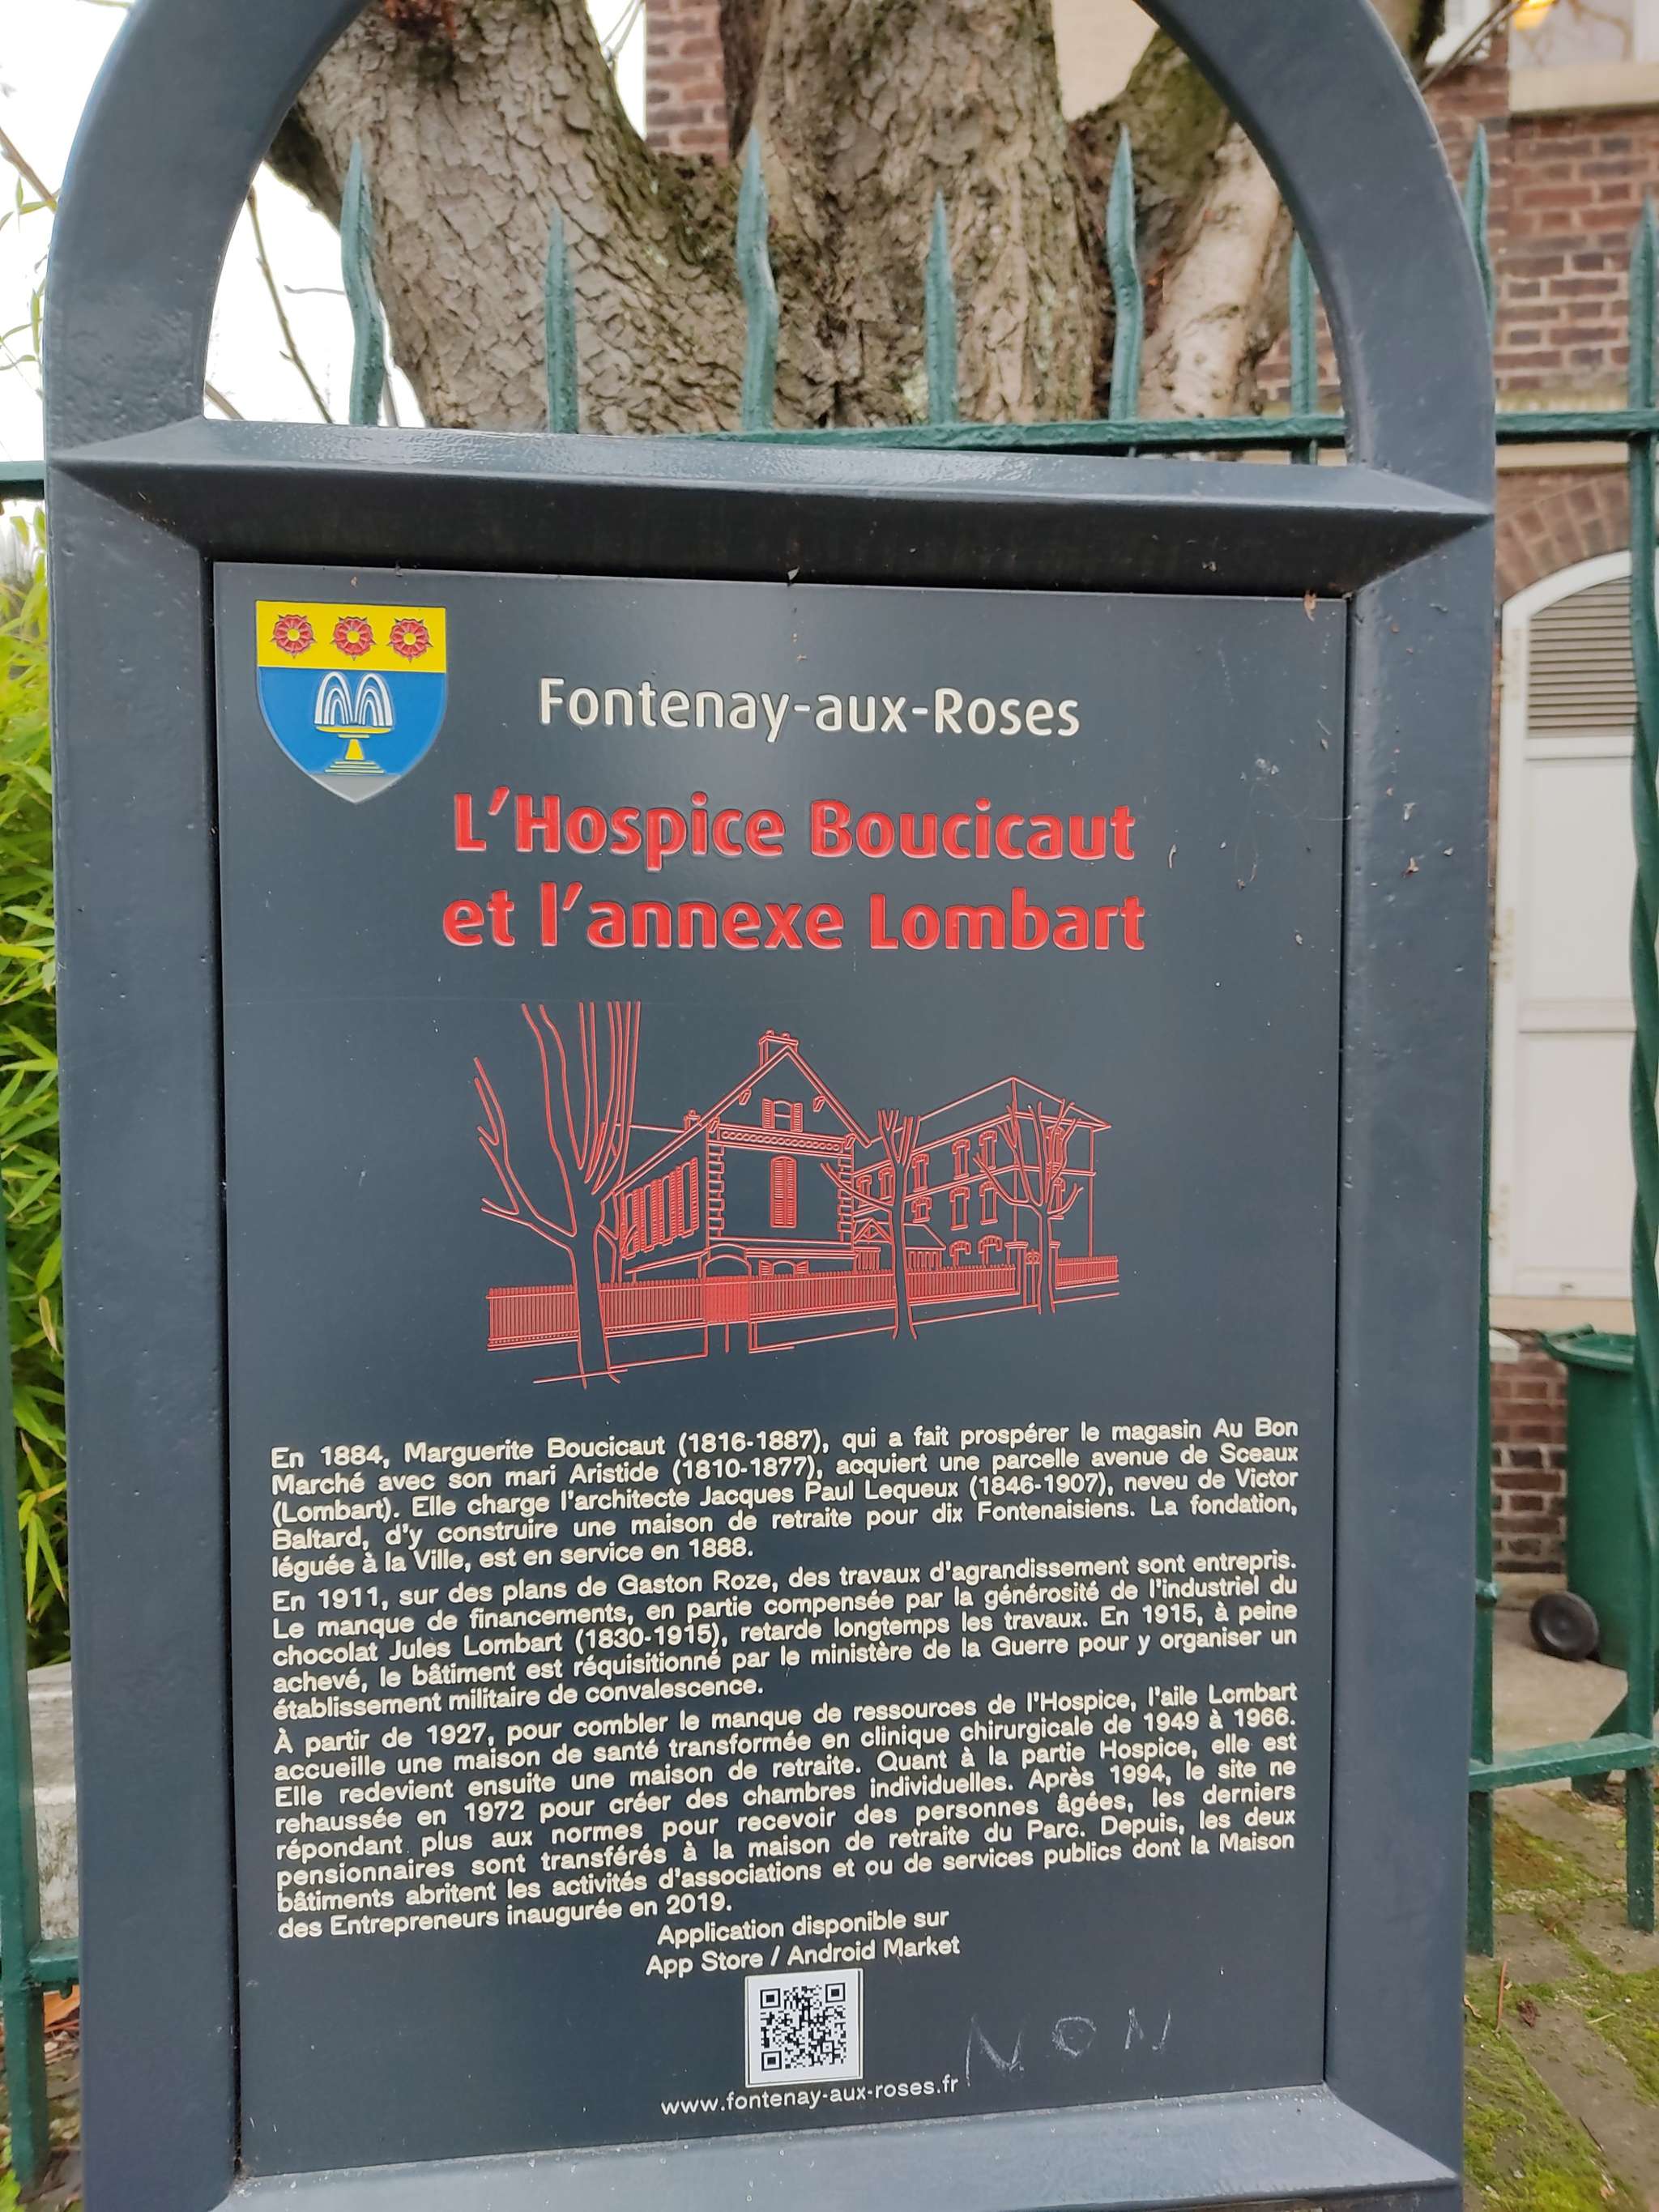 Fontenay-aux-Roses
L'Hospice Boucicaut
et l'annexe Lombart
En 1884, Marguerite Boucicaut (1816-1887), qui a fait prospérer le magasin Au Bon
Marché avec son mari Aristide (1810-1877), acquiert une parcelle avenue de Sceaux
(Lombart). Elle charge l'architecte Jacques Paul Lequeux (1846-1907), neveu de Victor
Baltard, d'y construire une maison de retraite pour dix Fontenaisiens. La fondation,
léguée à la Ville, est en service en 1888.
En 1911, sur des plans de Gaston Roze, des travaux d'agrandissement sont entrepris.
Le manque de financements, en partie compensée par la générosité de l'industriel du
chocolat Jules Lombart (1830-1915), retarde longtemps les travaux. En 1915, à peine
achevé, le bâtiment est réquisitionné par le ministère de la Guerre pour y organiser un
établissement militaire de convalescence.
À partir de 1927, pour combler le manque de ressources de l'Hospice, l'aile Lombart
accueille une maison de santé transformée en clinique chirurgicale de 1949 à 1966.
Elle redevient ensuite une maison de retraite. Quant à la partie Hospice, elle est
rehaussée en 1972 pour créer des chambres individuelles. Après 1994, le site ne
répondant plus aux normes pour recevoir des personnes âgées, les derniers
pensionnaires sont transférés à la maison de retraite du Parc. Depuis, les deux
bâtiments abritent les activités d'associations et ou de services publics dont la Maison
des Entrepreneurs inaugurée en 2019.
Application disponible sur
App Store / Android Market
NON
www.fontenay-aux-roses.fr